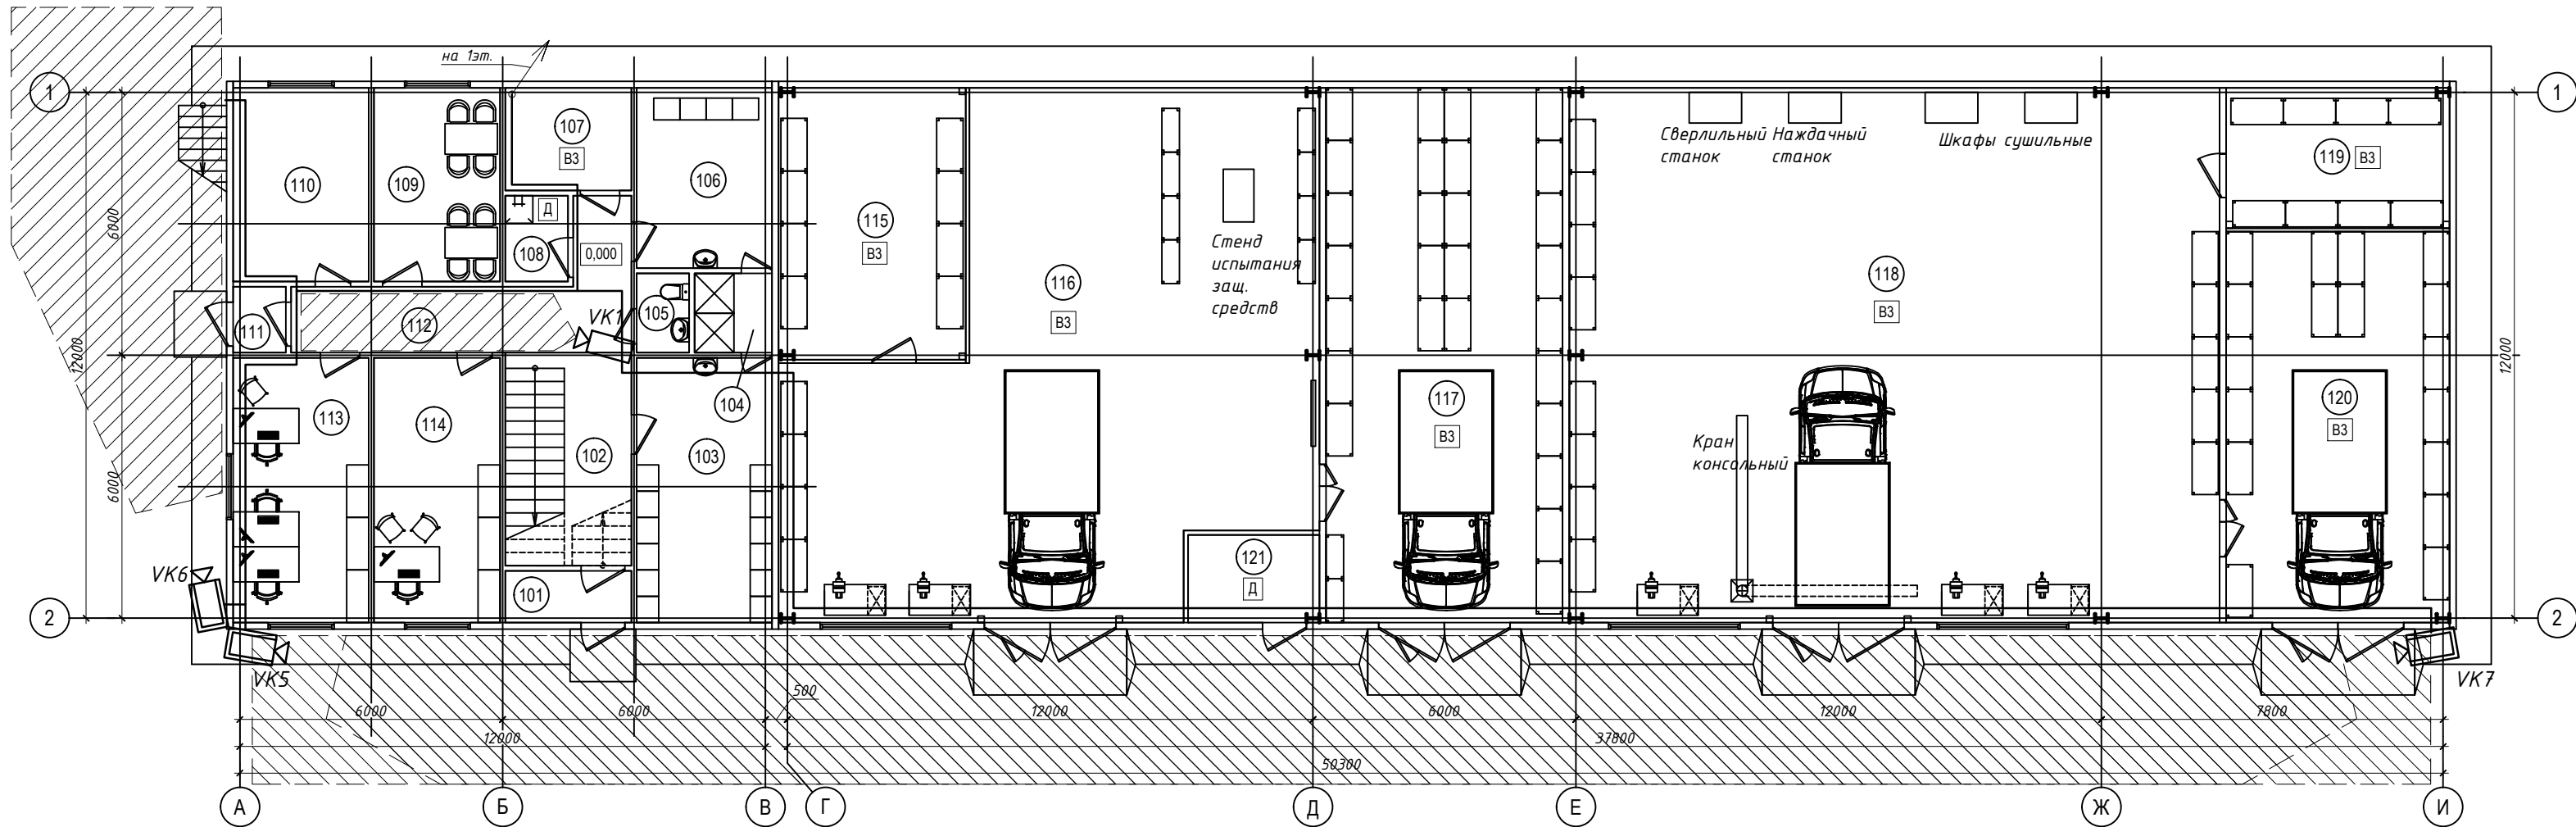 на 1эт.
1
1
107
В3
Сверлильный
станок
Наждачный
станок
Шкафы сушильные
119
В3
110
109
106
Д
108
0,000
115
В3
6000
Стенд
испытания
защ.
средств
116
В3
118
В3
111
112
VK1
105
12000
12000
104
113
114
102
103
117
В3
Кран
консольный
120
В3
6000
101
121
Д
VK6
2
2
VK5
VK7
500
6000
6000
12000
6000
12000
7800
12000
37800
50300
А
Б
В
Г
Д
Е
Ж
И